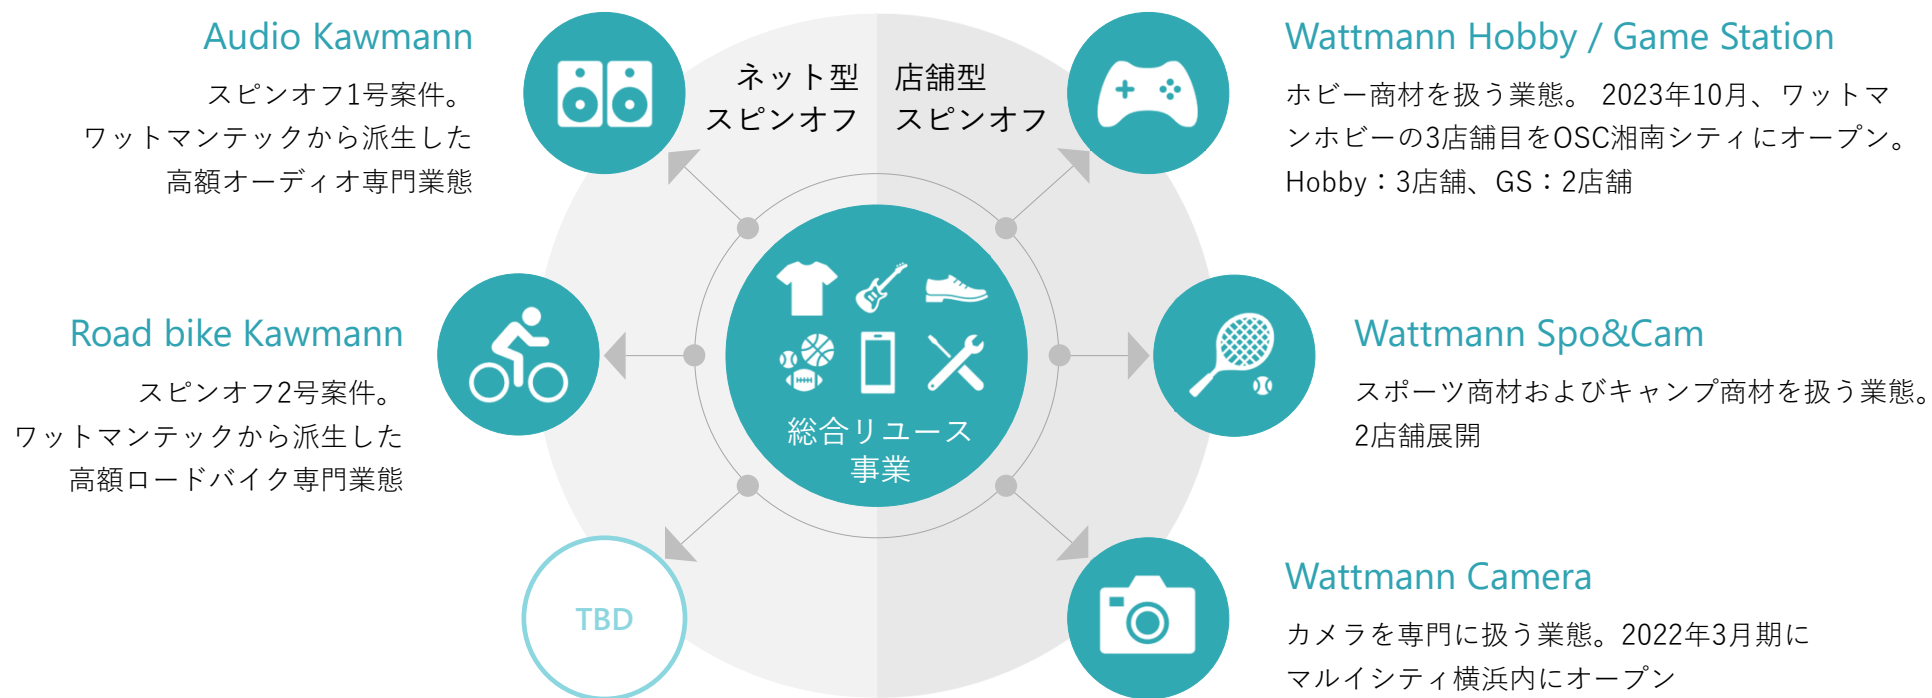 Audio Kawmann
スピンオフ1号案件。
ワットマンテックから派生した
高額オーディオ専門業態
Road bike Kawmann
スピンオフ2号案件。
ワットマンテックから派生した
高額ロードバイク専門業態
TBD
ネット型
スピンオフ
店舗型
スピンオフ
総合リユース
事業
Wattmann Hobby / Game Station
ホビー商材を扱う業態。 2023年10月、ワットマ
ンホビーの3店舗目をOSC湘南シティにオープン。
Hobby：3店舗、GS：2店舗
Wattmann Spo&Cam
スポーツ商材およびキャンプ商材を扱う業態。
2店舗展開
Wattmann Camera
カメラを専門に扱う業態。2022年3月期に
マルイシティ横浜内にオープン